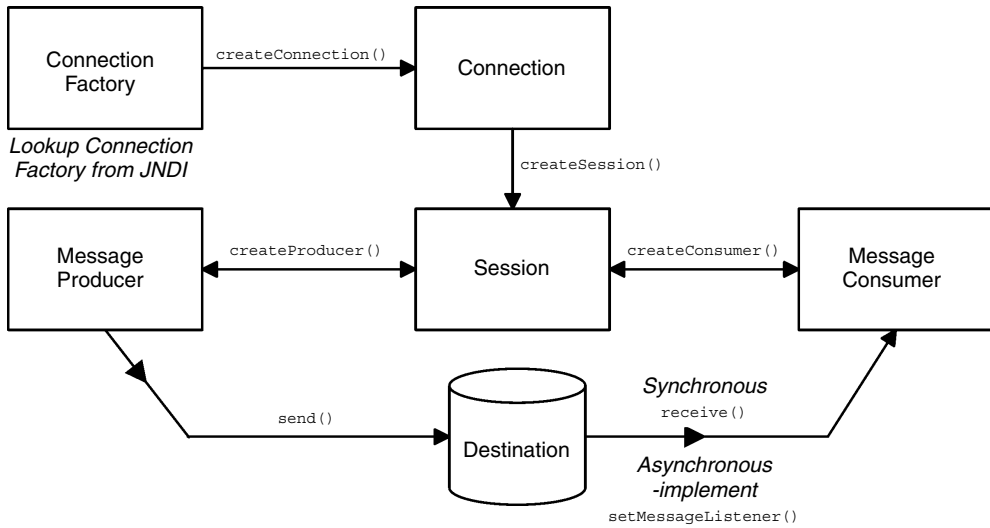 Connection
Factory
createConnection()
Connection
Lookup Connection
Factory from JNDI
createSession()
Message
Producer
createProducer()
Session
createConsumer()
Message
Consumer
send()
Destination
Synchronous
receive()
Asynchronous
-implement
setMessageListener()